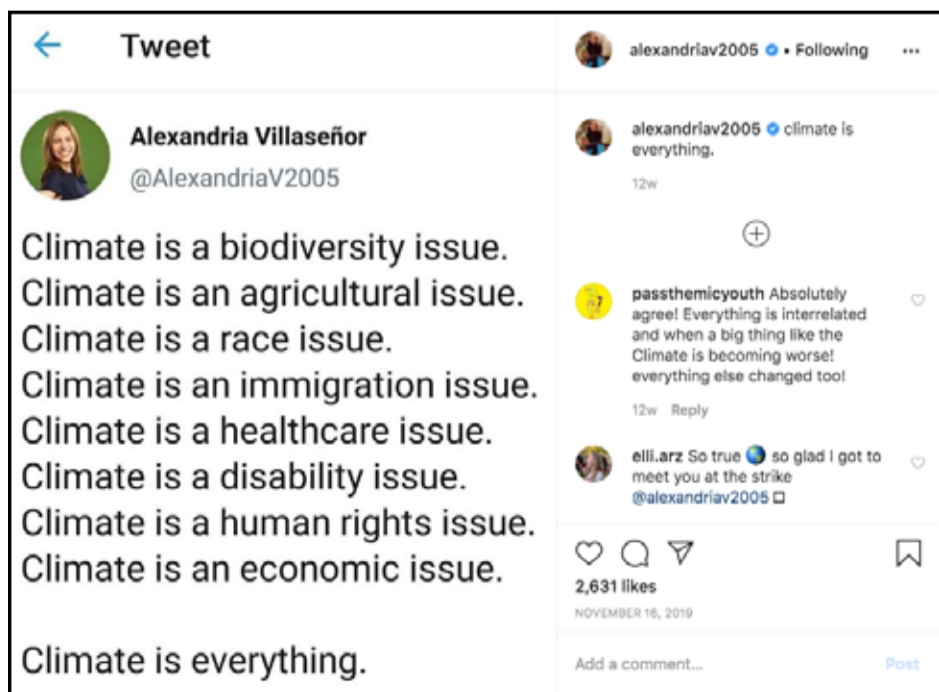 Tweet
Alexandria Villaseñor
@AlexandriaV2005
Climate is a biodiversity issue.
Climate is an agricultural issue.
Climate is a race issue.
Climate is an immigration issue.
Climate is a healthcare issue.
Climate is a disability issue.
Climate is a human rights issue.
Climate is an economic issue.
Climate is everything.
alexandriav2005 • Following
alexandriav2005 climate is
everything.
12w
passthemicyouth Absolutely
agree! Everything is interrelated
and when a big thing like the
Climate is becoming worse!
everything else changed too!
12w Reply
elli.arz So true 🌎 so glad I got to
meet you at the strike
@alexandriav2005 □
2,631 likes
NOVEMBER 16, 2019
Add a comment...
Post